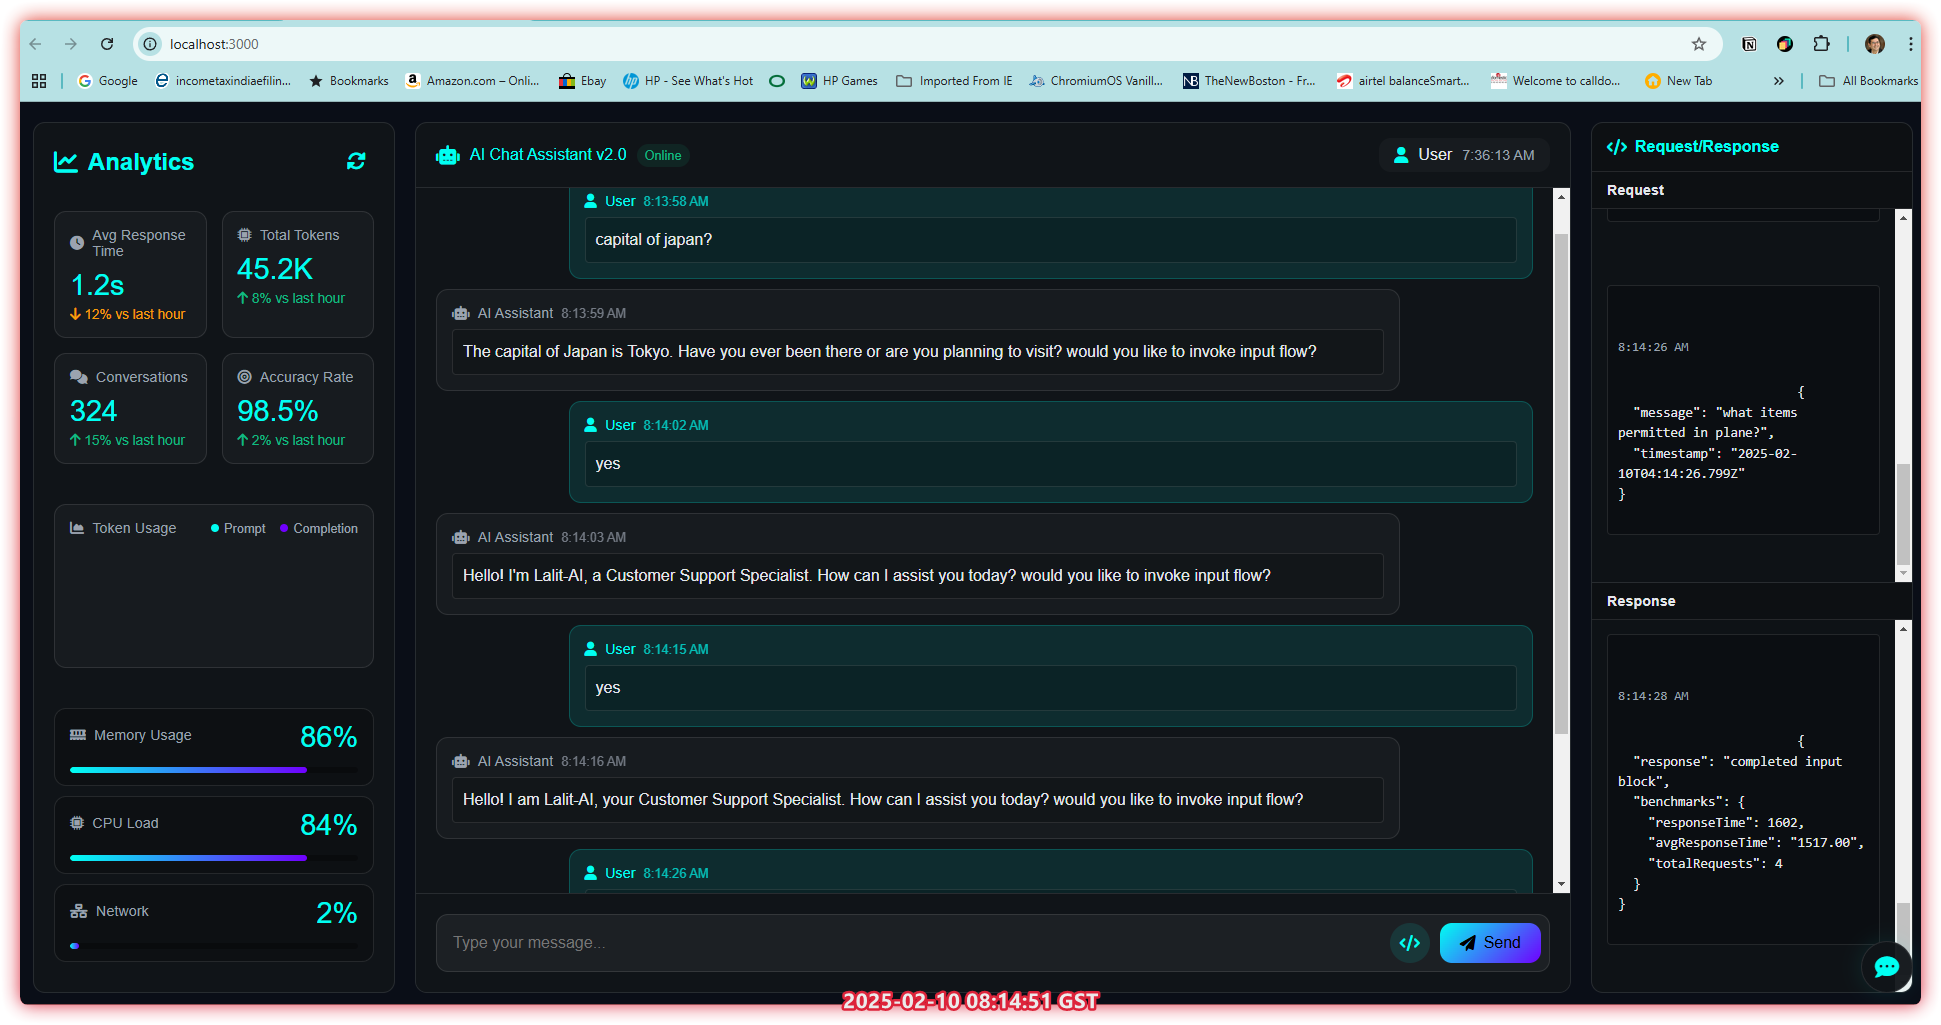 localhost:3000
Google
incometaxindiaefilin...
Bookmarks
Amazon.com – Onli...
Ebay
HP - See What's Hot
HP Games
Imported From IE
ChromiumOS Vanill...
TheNewBoston - Fr...
airtel balanceSmart...
Welcome to calldo...
New Tab
All Bookmarks
Analytics
Avg Response
Time
1.2s
12% vs last hour
Total Tokens
45.2K
8% vs last hour
Conversations
324
15% vs last hour
Accuracy Rate
98.5%
2% vs last hour
Token Usage
Prompt
Completion
Memory Usage
86%
CPU Load
84%
Network
2%
AI Chat Assistant v2.0
Online
User 7:36:13 AM
User 8:13:58 AM
capital of japan?
AI Assistant 8:13:59 AM
The capital of Japan is Tokyo. Have you ever been there or are you planning to visit? would you like to invoke input flow?
User 8:14:02 AM
yes
AI Assistant 8:14:03 AM
Hello! I'm Lalit-AI, a Customer Support Specialist. How can I assist you today? would you like to invoke input flow?
User 8:14:15 AM
yes
AI Assistant 8:14:16 AM
Hello! I am Lalit-AI, your Customer Support Specialist. How can I assist you today? would you like to invoke input flow?
User 8:14:26 AM
Type your message...
Send
Request/Response
Request
8:14:26 AM
{
"message": "what items
permitted in plane?",
"timestamp": "2025-02-
10T04:14:26.799Z"
}
Response
8:14:28 AM
{
"response": "completed input
block",
"benchmarks": {
"responseTime": 1602,
"avgResponseTime": "1517.00",
"totalRequests": 4
}
}
2025-02-10 08:14:51 GST